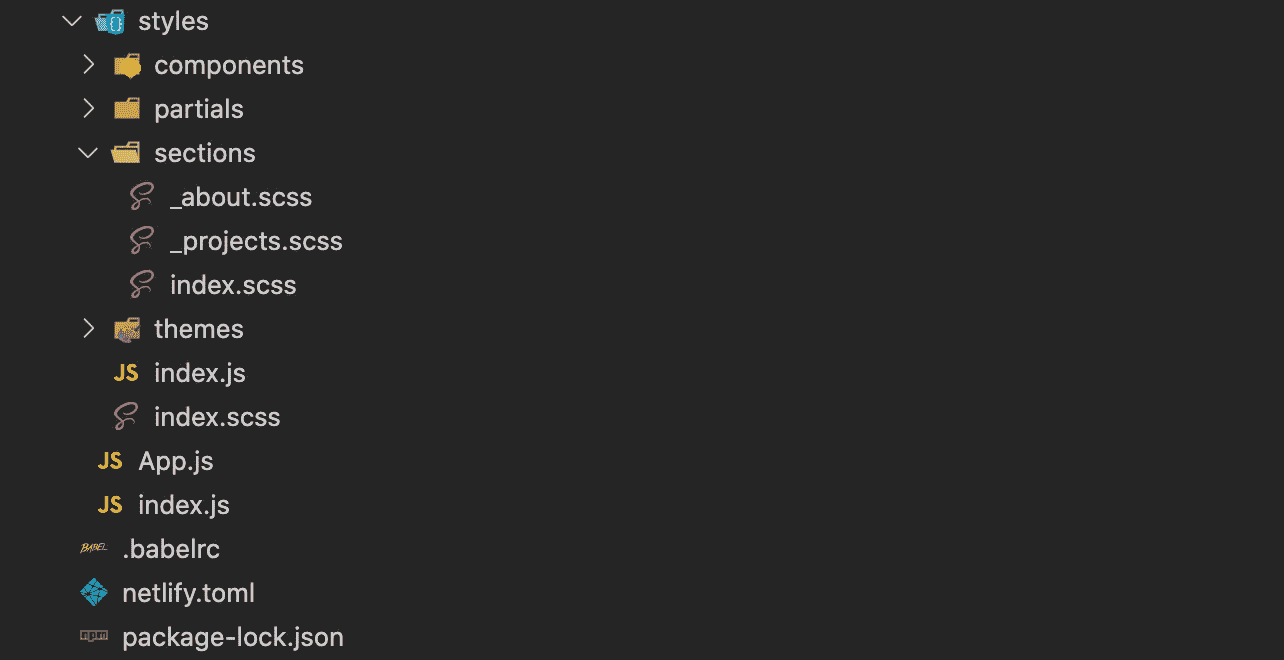 styles
components
partials
sections
_about.scss
_projects.scss
index.scss
themes
JS index.js
index.scss
JS App.js
JS index.js
BABEL .babelrc
netlify.toml
npm package-lock.json